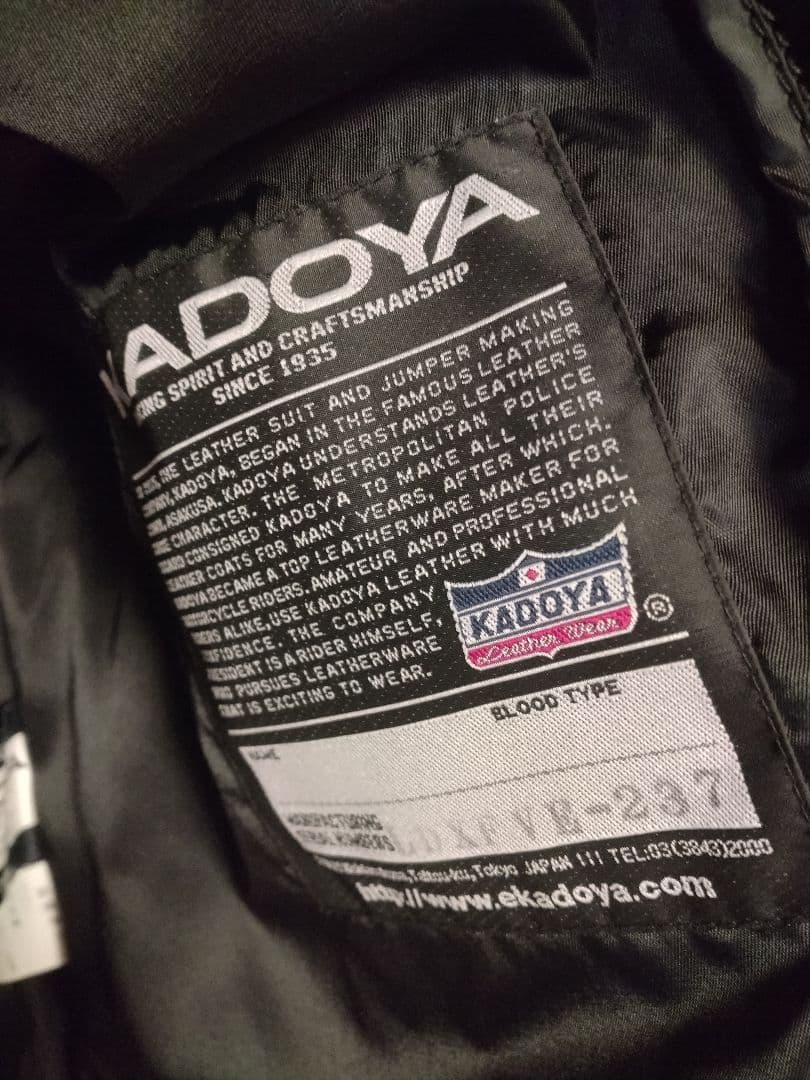 KADOYA
SPIRIT AND CRAFTSMANSHIP
SINCE 1935
THE LEATHER SUIT AND JUMPER MAKING
KADOYA, BEGAN IN THE FAMOUS LEATHER
ASAKUSA. KADOYA UNDERSTANDS LEATHER'S
CHARACTER, THE METROPOLITAN POLICE
CONSIGNED KADOYA TO MAKE ALL THEIR
COATS FOR MANY YEARS, AFTER WHICH.
BECAME A TOP LEATHERWARE MAKER FOR
RIDERS. AMATEUR AND PROFESSIONAL
ALIKE, USE KADOYA LEATHER WITH MUCH
THE COMPANY
IS A RIDER HIMSELF,
PURSUES LEATHERWARE
IS EXCITING TO WEAR.
KADOYA
Leather Wear
®
BLOOD TYPE
NAME
MANUFACTURING
SERIAL NUMBERS
-237
Tokyo JAPAN 111 TEL:03(3843)2000
http://www.ekadoya.com